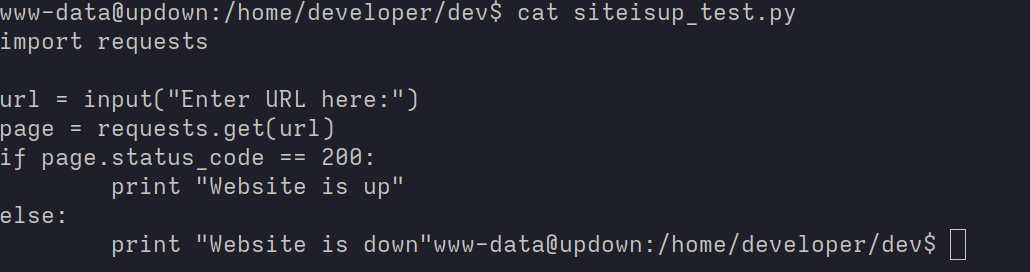 www-data@updown:/home/developer/dev$ cat siteisup_test.py
import requests

url = input("Enter URL here:")
page = requests.get(url)
if page.status_code == 200:
        print "Website is up"
else:
        print "Website is down"www-data@updown:/home/developer/dev$